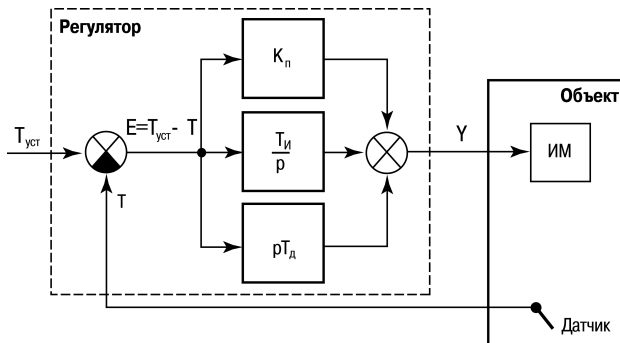 Регулятор
Kп
Объект
Tуст
E=Tуст- T
Tи
p
Y
ИМ
T
pTд
Датчик